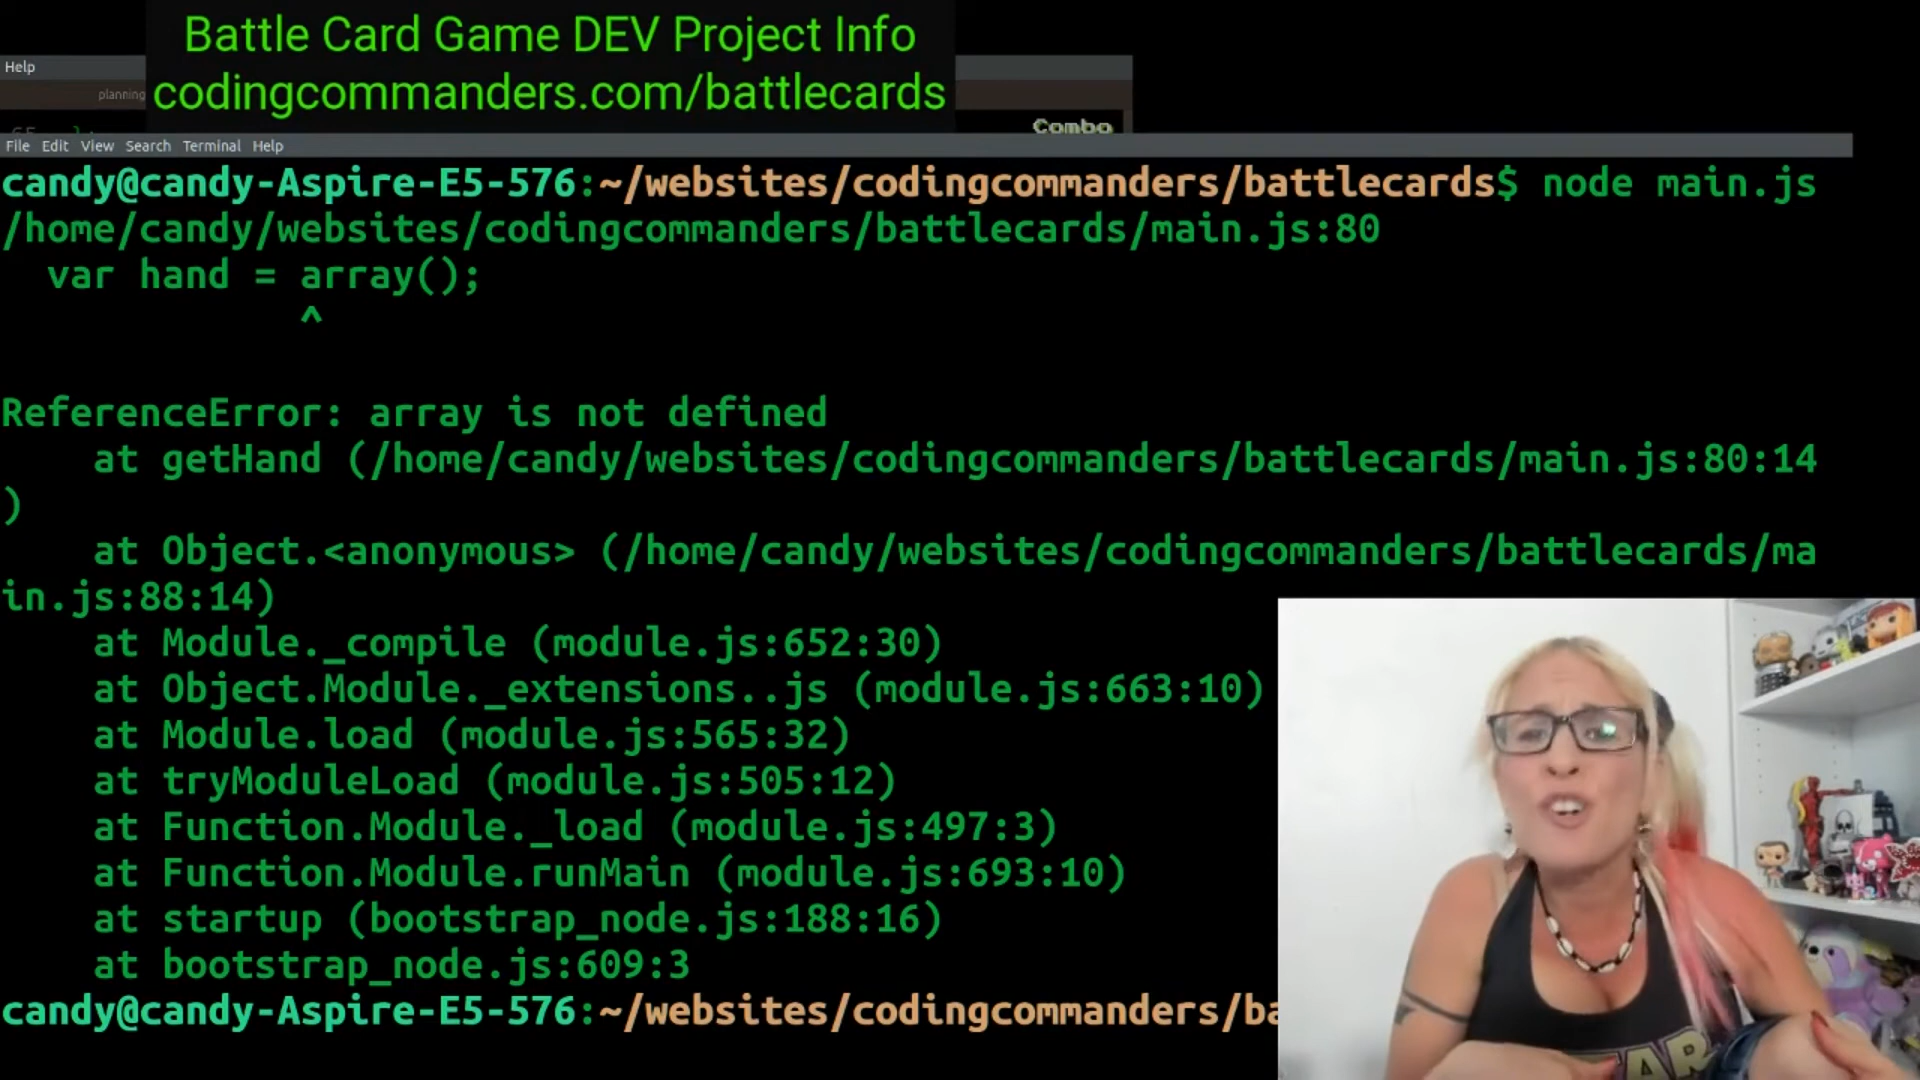 Battle Card Game DEV Project Info
codingcommanders.com/battlecards
Help
planning
65 };
Combo
File Edit View Search Terminal Help
candy@candy-Aspire-E5-576:~/websites/codingcommanders/battlecards$ node main.js
/home/candy/websites/codingcommanders/battlecards/main.js:80
  var hand = array();
             ^
ReferenceError: array is not defined
    at getHand (/home/candy/websites/codingcommanders/battlecards/main.js:80:14
)
    at Object.<anonymous> (/home/candy/websites/codingcommanders/battlecards/ma
in.js:88:14)
    at Module._compile (module.js:652:30)
    at Object.Module._extensions..js (module.js:663:10)
    at Module.load (module.js:565:32)
    at tryModuleLoad (module.js:505:12)
    at Function.Module._load (module.js:497:3)
    at Function.Module.runMain (module.js:693:10)
    at startup (bootstrap_node.js:188:16)
    at bootstrap_node.js:609:3
candy@candy-Aspire-E5-576:~/websites/codingcommanders/ba